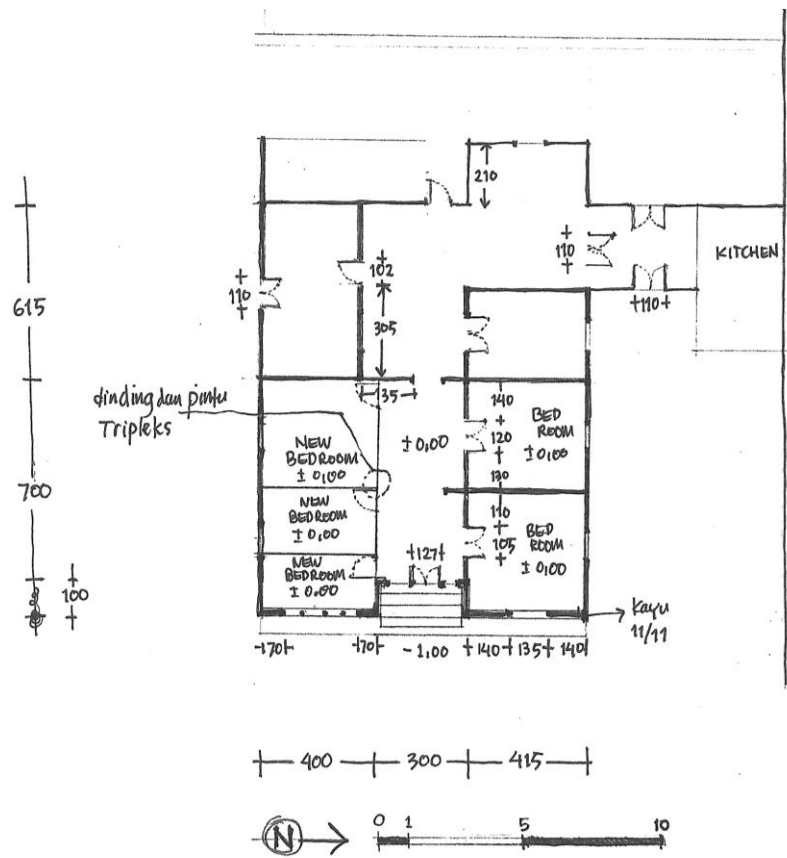 210
KITCHEN
110
102
110
110
615
305
dinding dan pintu
Tripleks
35
140
120
130
BED
ROOM
± 0,00
± 0,00
NEW
BEDROOM
± 0,00
700
NEW
BEDROOM
± 0,00
110
105
BED
ROOM
± 0,00
127
NEW
BEDROOM
± 0.00
100
Kayu
11/11
170
70
- 1,00
140
135
140
400
300
415
N
0
1
5
10